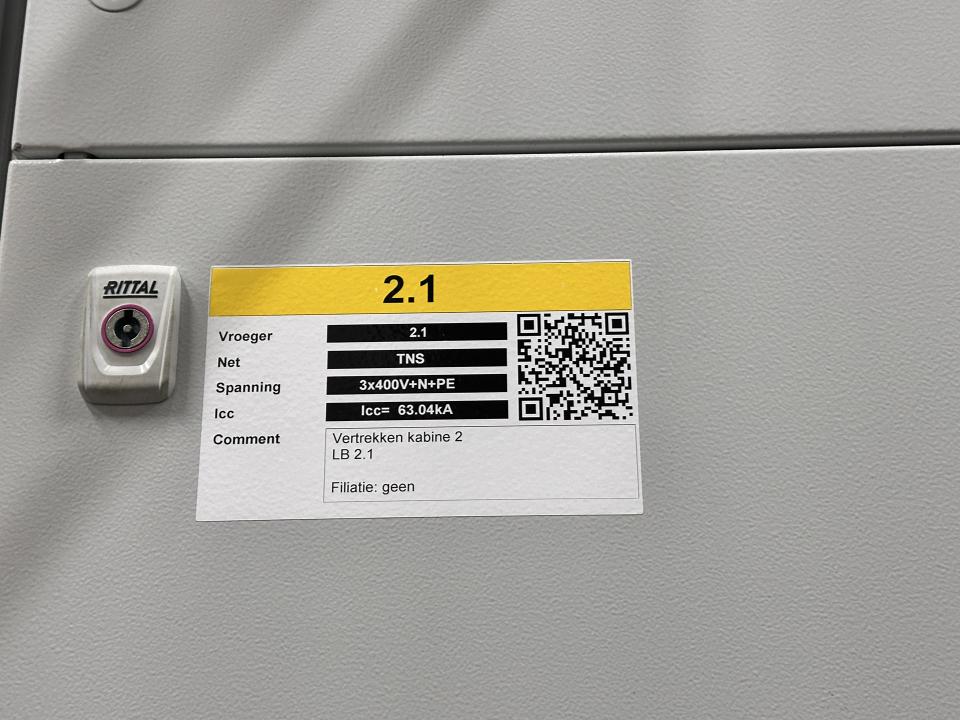 RITTAL
2.1
Vroeger 2.1
Net TNS
Spanning 3x400V+N+PE
Icc Icc= 63.04kA
Comment Vertrekken kabine 2
LB 2.1
Filiatie: geen